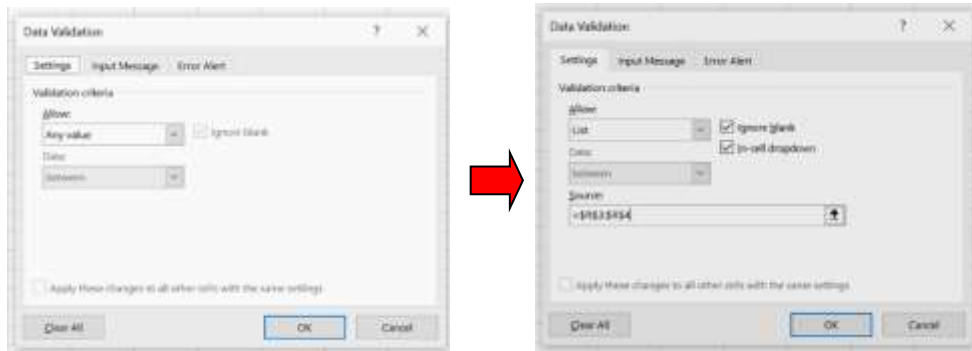 Data Validation ? ×
Settings Input Message Error Alert
Validation criteria
Allow:
Any value Ignore blank
Data:
between
Apply these changes to all other cells with the same settings
Clear All OK Cancel
Data Validation ? ×
Settings Input Message Error Alert
Validation criteria
Allow:
List Ignore blank
Data: In-cell dropdown
between
Source:
Apply these changes to all other cells with the same settings
Clear All OK Cancel